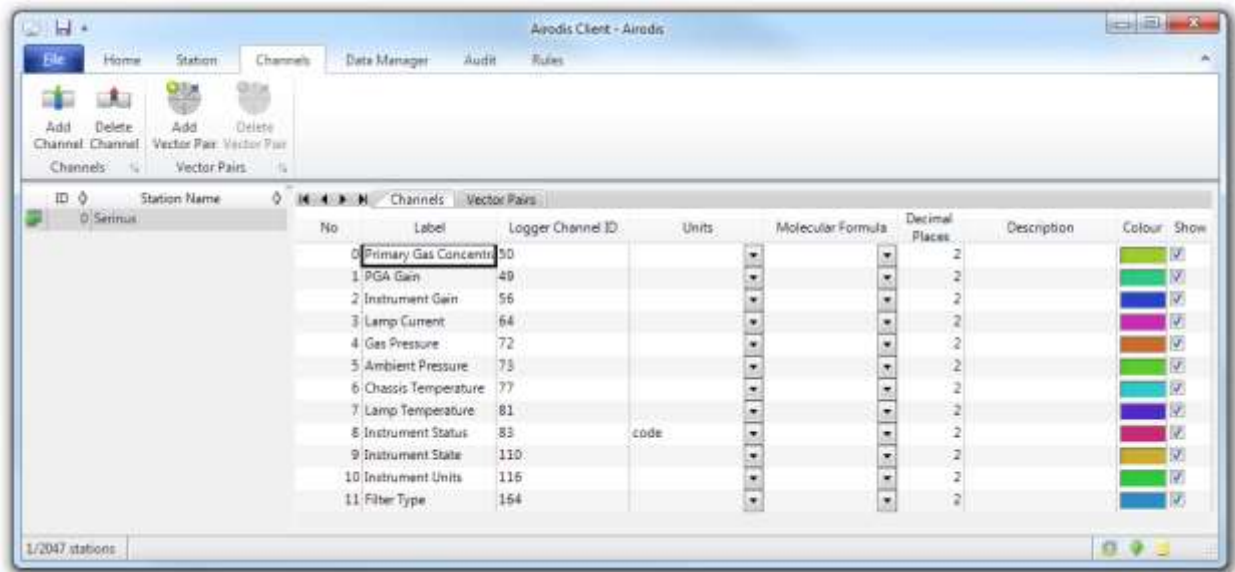 Airodis Client - Airodis
File Home Station Channels Data Manager Audit Rules
Add Channel Delete Channel Add Vector Pair Delete Vector Pair
Channels Vector Pairs
ID Station Name Channels Vector Pairs
0 Serinus
No Label Logger Channel ID Units Molecular Formula Decimal Places Description Colour Show
0 Primary Gas Concentr 50 2
1 PGA Gain 49 2
2 Instrument Gain 56 2
3 Lamp Current 64 2
4 Gas Pressure 72 2
5 Ambient Pressure 73 2
6 Chassis Temperature 77 2
7 Lamp Temperature 81 2
8 Instrument Status 83 code 2
9 Instrument State 110 2
10 Instrument Units 116 2
11 Filter Type 164 2
1/2047 stations